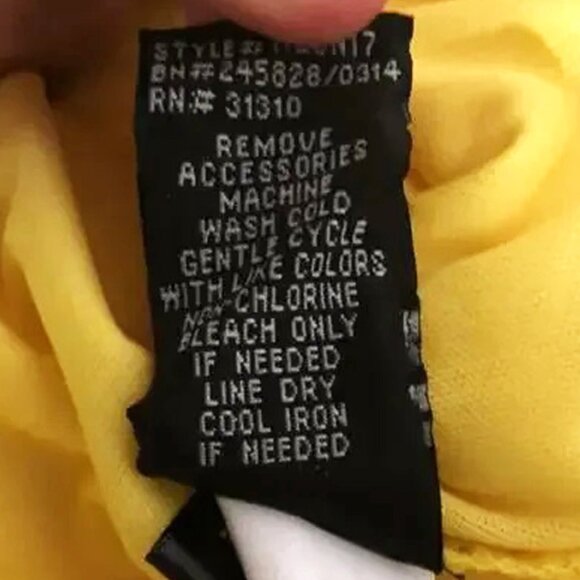 STYLE#
BN# 245828/0314
RN# 31310
REMOVE
ACCESSORIES
MACHINE
WASH COLD
GENTLE CYCLE
WITH LIKE COLORS
NON-CHLORINE
BLEACH ONLY
IF NEEDED
LINE DRY
COOL IRON
IF NEEDED